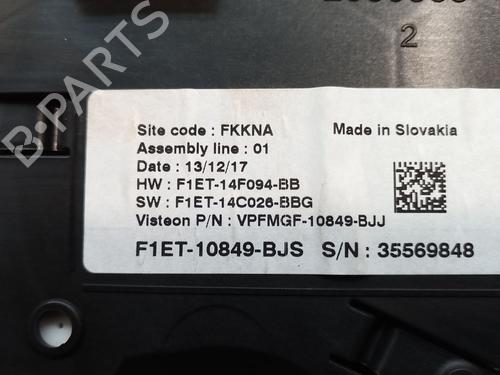 2
Site code : FKKNA
Made in Slovakia
Assembly line : 01
Date : 13/12/17
HW : F1ET-14F094-BB
SW : F1ET-14C026-BBG
Visteon P/N : VPFMGF-10849-BJJ
F1ET-10849-BJS S/N : 35569848
B-PARTS